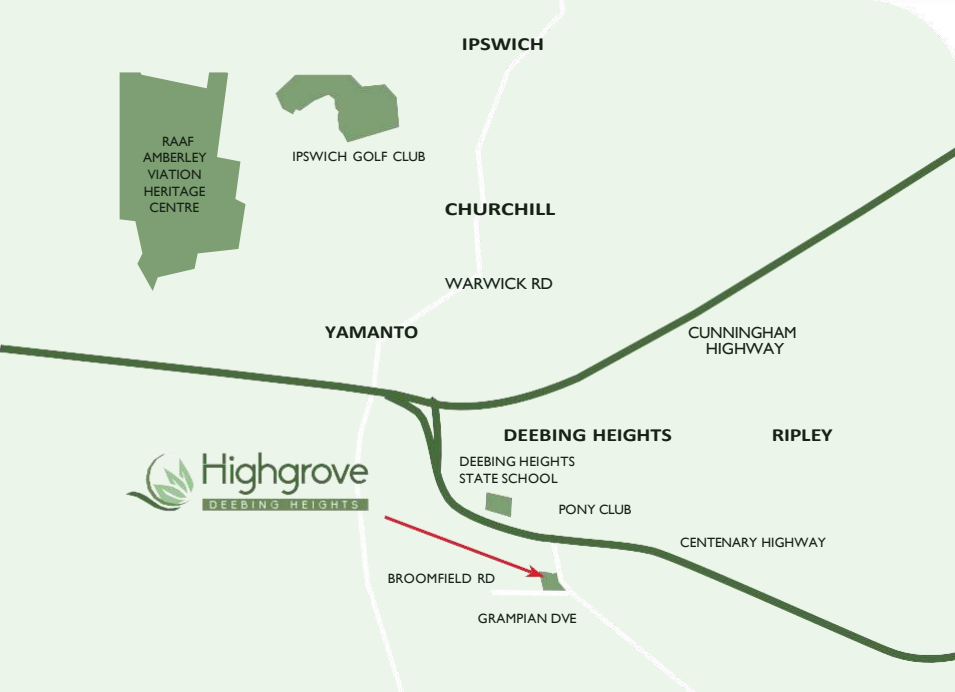 IPSWICH
RAAF
AMBERLEY
VIATION
HERITAGE
CENTRE
IPSWICH GOLF CLUB
CHURCHILL
WARWICK RD
YAMANTO
CUNNINGHAM
HIGHWAY
DEEBING HEIGHTS
RIPLEY
DEEBING HEIGHTS
STATE SCHOOL
Highgrove
DEEBING HEIGHTS
PONY CLUB
CENTENARY HIGHWAY
BROOMFIELD RD
GRAMPIAN DVE